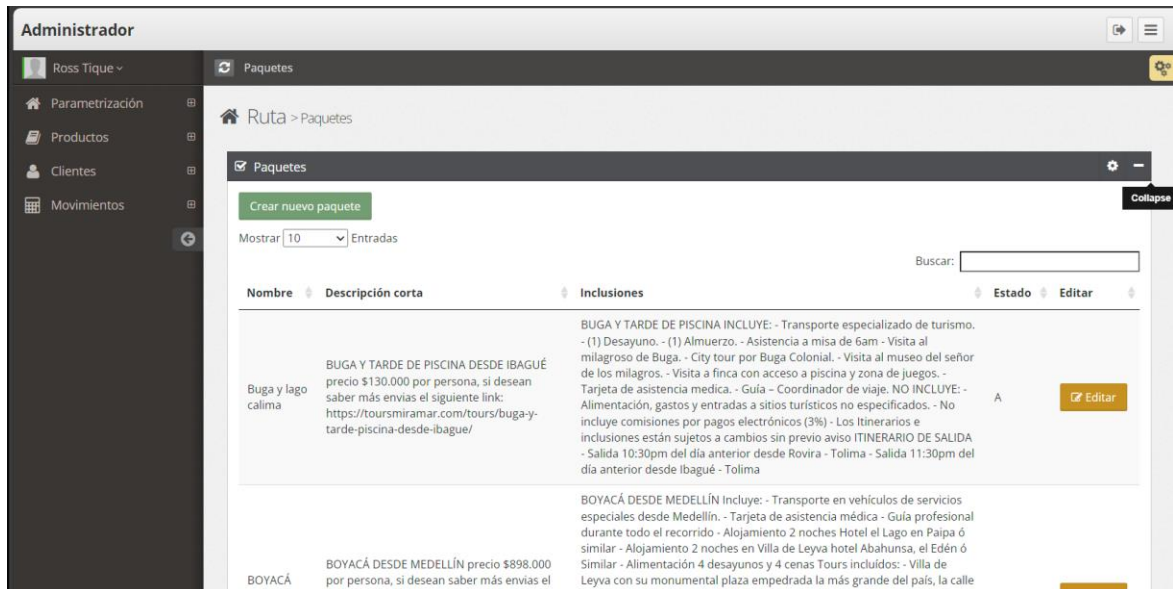 Administrador
Ross Tique
Paquetes
Parametrización
Productos
Clientes
Movimientos
Ruta > Paquetes
Paquetes
Collapse
Crear nuevo paquete
Mostrar 10 Entradas
Buscar:
Nombre Descripción corta Inclusiones Estado Editar
Buga y lago
calima
BUGA Y TARDE DE PISCINA DESDE IBAGUÉ
precio $130.000 por persona, si desean
saber más envias el siguiente link:
https://toursmiramar.com/tours/buga-y-
tarde-piscina-desde-ibague/
BUGA Y TARDE DE PISCINA INCLUYE: - Transporte especializado de turismo.
- (1) Desayuno. - (1) Almuerzo. - Asistencia a misa de 6am - Visita al
milagroso de Buga. - City tour por Buga Colonial. - Visita al museo del señor
de los milagros. - Visita a finca con acceso a piscina y zona de juegos. -
Tarjeta de asistencia medica. - Guía – Coordinador de viaje. NO INCLUYE: -
Alimentación, gastos y entradas a sitios turísticos no especificados. - No
incluye comisiones por pagos electrónicos (3%) - Los Itinerarios e
inclusiones están sujetos a cambios sin previo aviso ITINERARIO DE SALIDA
- Salida 10:30pm del día anterior desde Rovira - Tolima - Salida 11:30pm del
día anterior desde Ibagué - Tolima
A
Editar
BOYACÁ
BOYACÁ DESDE MEDELLÍN precio $898.000
por persona, si desean saber más envias el
BOYACÁ DESDE MEDELLÍN Incluye: - Transporte en vehículos de servicios
especiales desde Medellín. - Tarjeta de asistencia médica - Guía profesional
durante todo el recorrido - Alojamiento 2 noches Hotel el Lago en Paipa ó
similar - Alojamiento 2 noches en Villa de Leyva hotel Abahunsa, el Edén ó
Similar - Alimentación 4 desayunos y 4 cenas Tours incluídos: - Villa de
Leyva con su monumental plaza empedrada la más grande del país, la calle